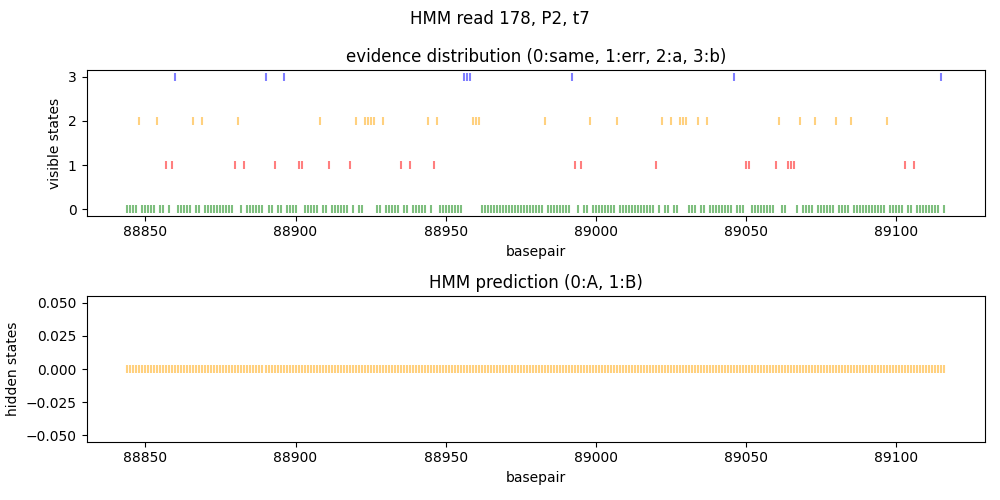 HMM read 178, P2, t7
evidence distribution (0:same, 1:err, 2:a, 3:b)
3
2
1
0
visible states
88850 88900 88950 89000 89050 89100
basepair
HMM prediction (0:A, 1:B)
0.050
0.025
0.000
−0.025
−0.050
hidden states
88850 88900 88950 89000 89050 89100
basepair